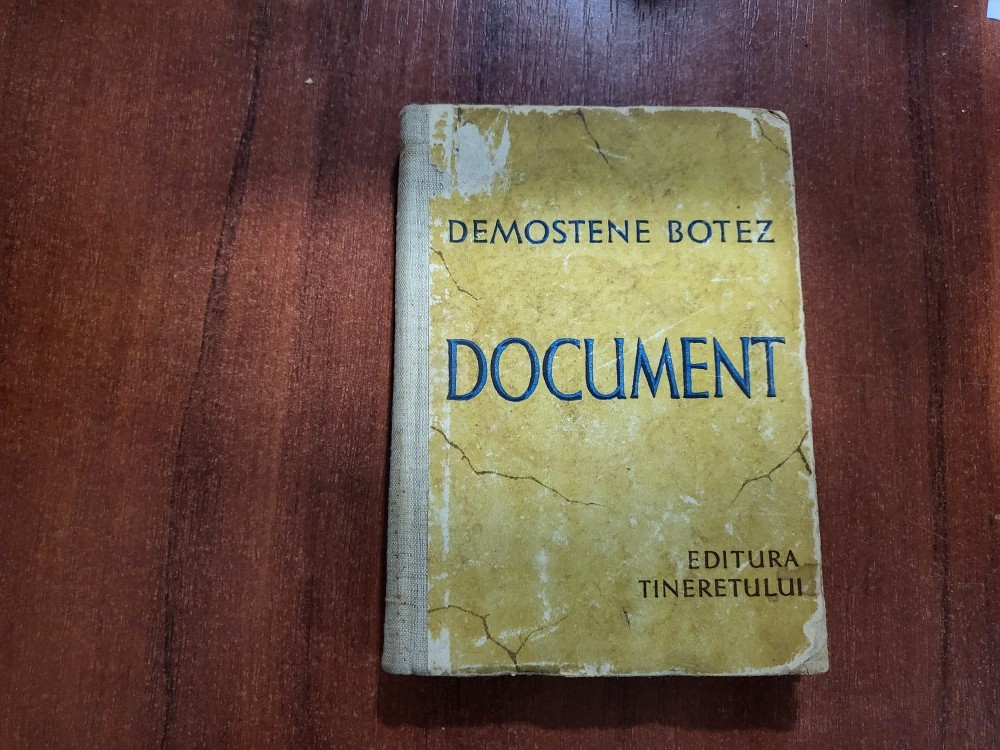 DEMOSTENE BOTEZ
DOCUMENT
EDITURA
TINERETULUI